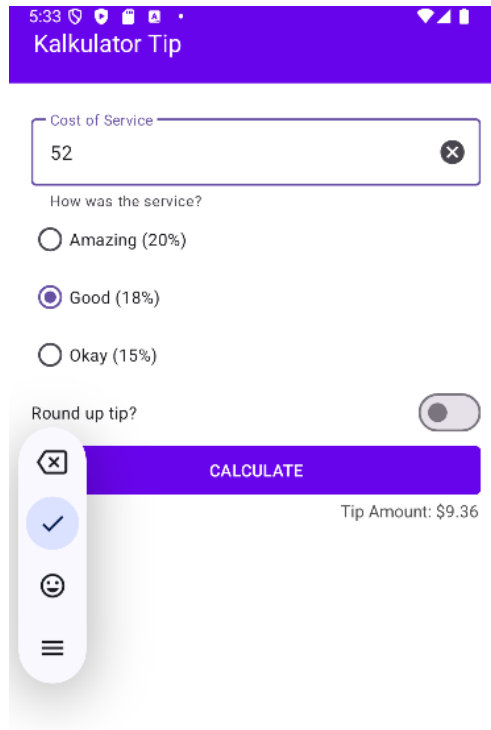 5:33
Kalkulator Tip
Cost of Service
52
How was the service?
Amazing (20%)
Good (18%)
Okay (15%)
Round up tip?
CALCULATE
Tip Amount: $9.36